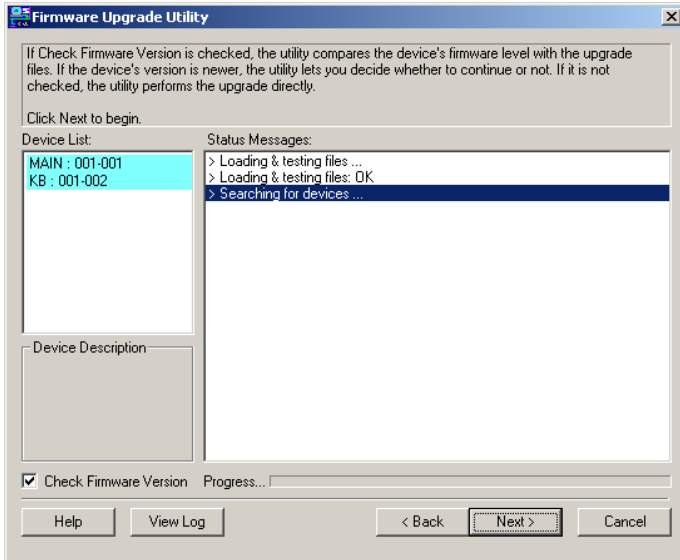 Firmware Upgrade Utility
If Check Firmware Version is checked, the utility compares the device's firmware level with the upgrade
files. If the device's version is newer, the utility lets you decide whether to continue or not. If it is not
checked, the utility performs the upgrade directly.
Click Next to begin.
Device List:
Status Messages:
MAIN : 001-001
KB : 001-002
> Loading & testing files ...
> Loading & testing files: OK
> Searching for devices ...
Device Description
Check Firmware Version
Progress...
Help
View Log
< Back
Next >
Cancel